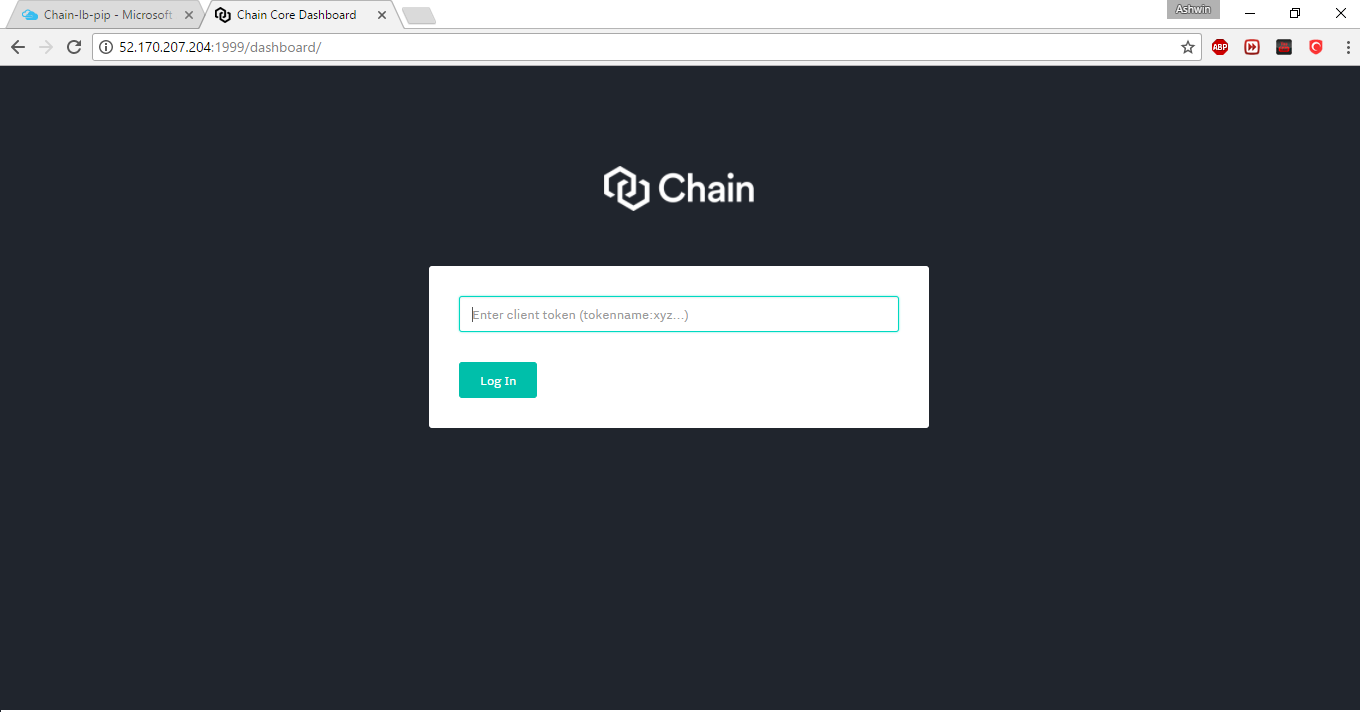 Chain-lb-pip - Microsoft
Chain Core Dashboard
Ashwin
52.170.207.204:1999/dashboard/
ABP
Chain
Enter client token (tokenname:xyz...)
Log In